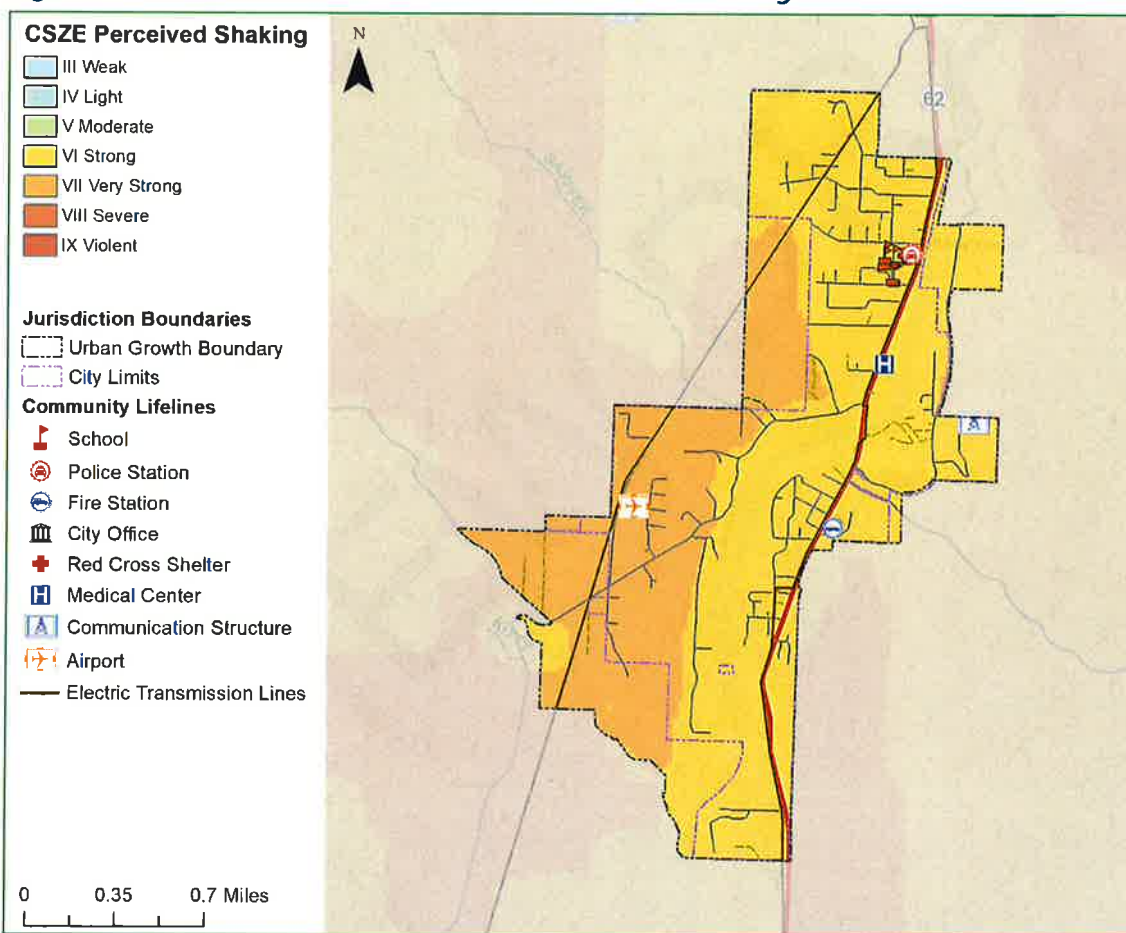 CSZE Perceived Shaking
III Weak
IV Light
V Moderate
VI Strong
VII Very Strong
VIII Severe
IX Violent
Jurisdiction Boundaries
Urban Growth Boundary
City Limits
Community Lifelines
School
Police Station
Fire Station
City Office
Red Cross Shelter
Medical Center
Communication Structure
Airport
Electric Transmission Lines
0 0.35 0.7 Miles
N
62
H